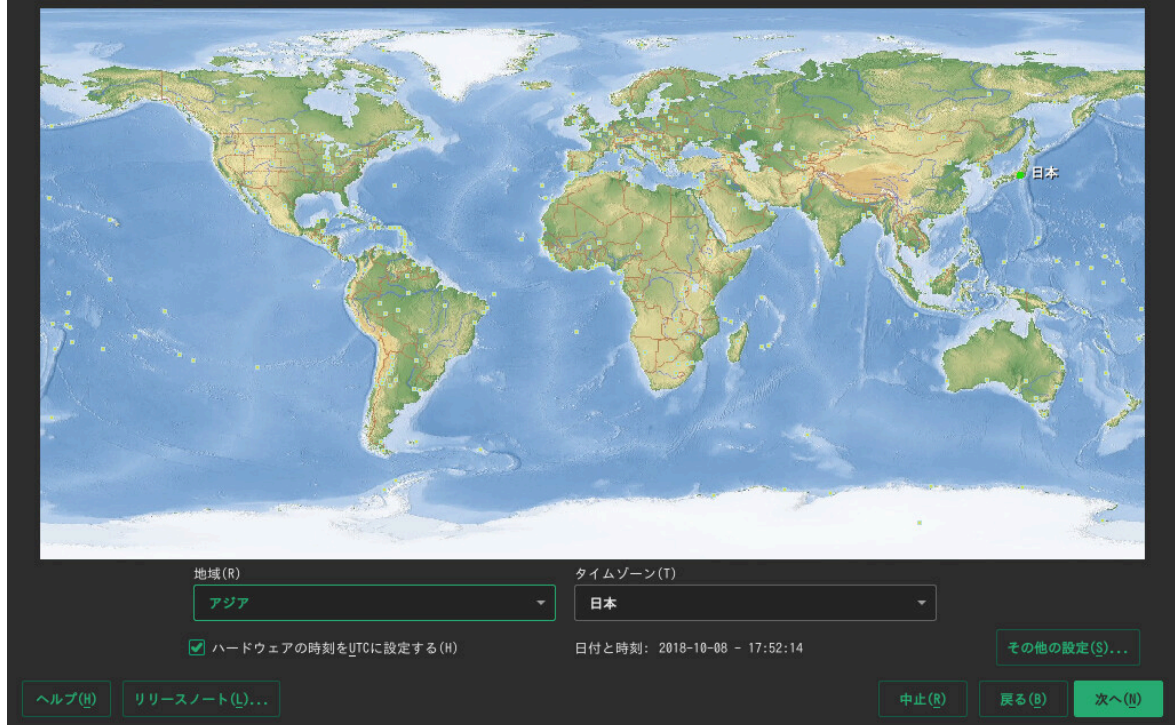 日本
地域(R)
タイムゾーン(T)
アジア
日本
ハードウェアの時刻をUTCに設定する(H)
日付と時刻: 2018-10-08 - 17:52:14
その他の設定(S)...
ヘルプ(H)
リリースノート(L)...
中止(R)
戻る(B)
次へ(N)